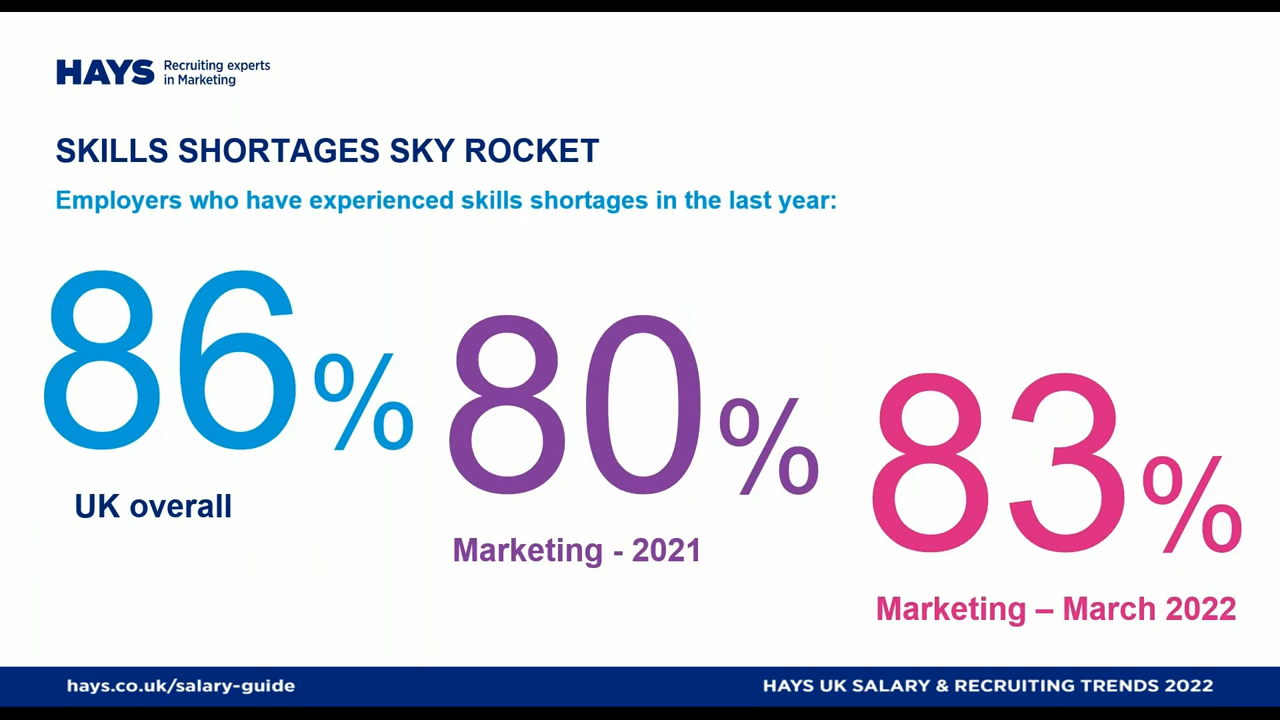 HAYS Recruiting experts
in Marketing
SKILLS SHORTAGES SKY ROCKET
Employers who have experienced skills shortages in the last year:
86%
UK overall
80%
Marketing - 2021
83%
Marketing – March 2022
hays.co.uk/salary-guide
HAYS UK SALARY & RECRUITING TRENDS 2022